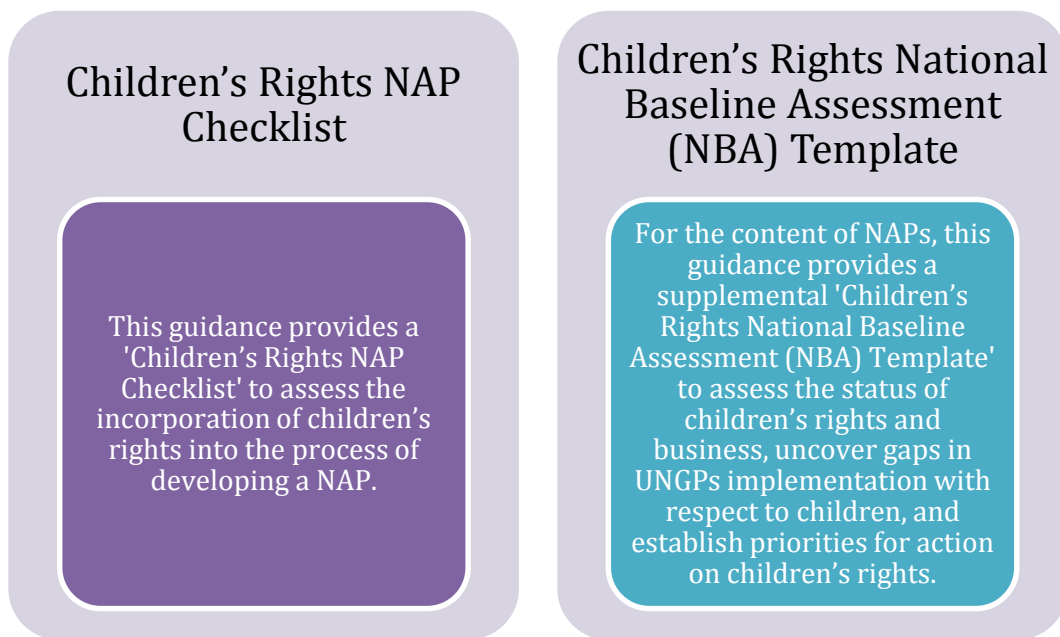 Children’s Rights NAP
Checklist
This guidance provides a
'Children’s Rights NAP
Checklist' to assess the
incorporation of children’s
rights into the process of
developing a NAP.
Children’s Rights National
Baseline Assessment
(NBA) Template
For the content of NAPs, this
guidance provides a
supplemental 'Children’s
Rights National Baseline
Assessment (NBA) Template'
to assess the status of
children’s rights and
business, uncover gaps in
UNGPs implementation with
respect to children, and
establish priorities for action
on children’s rights.